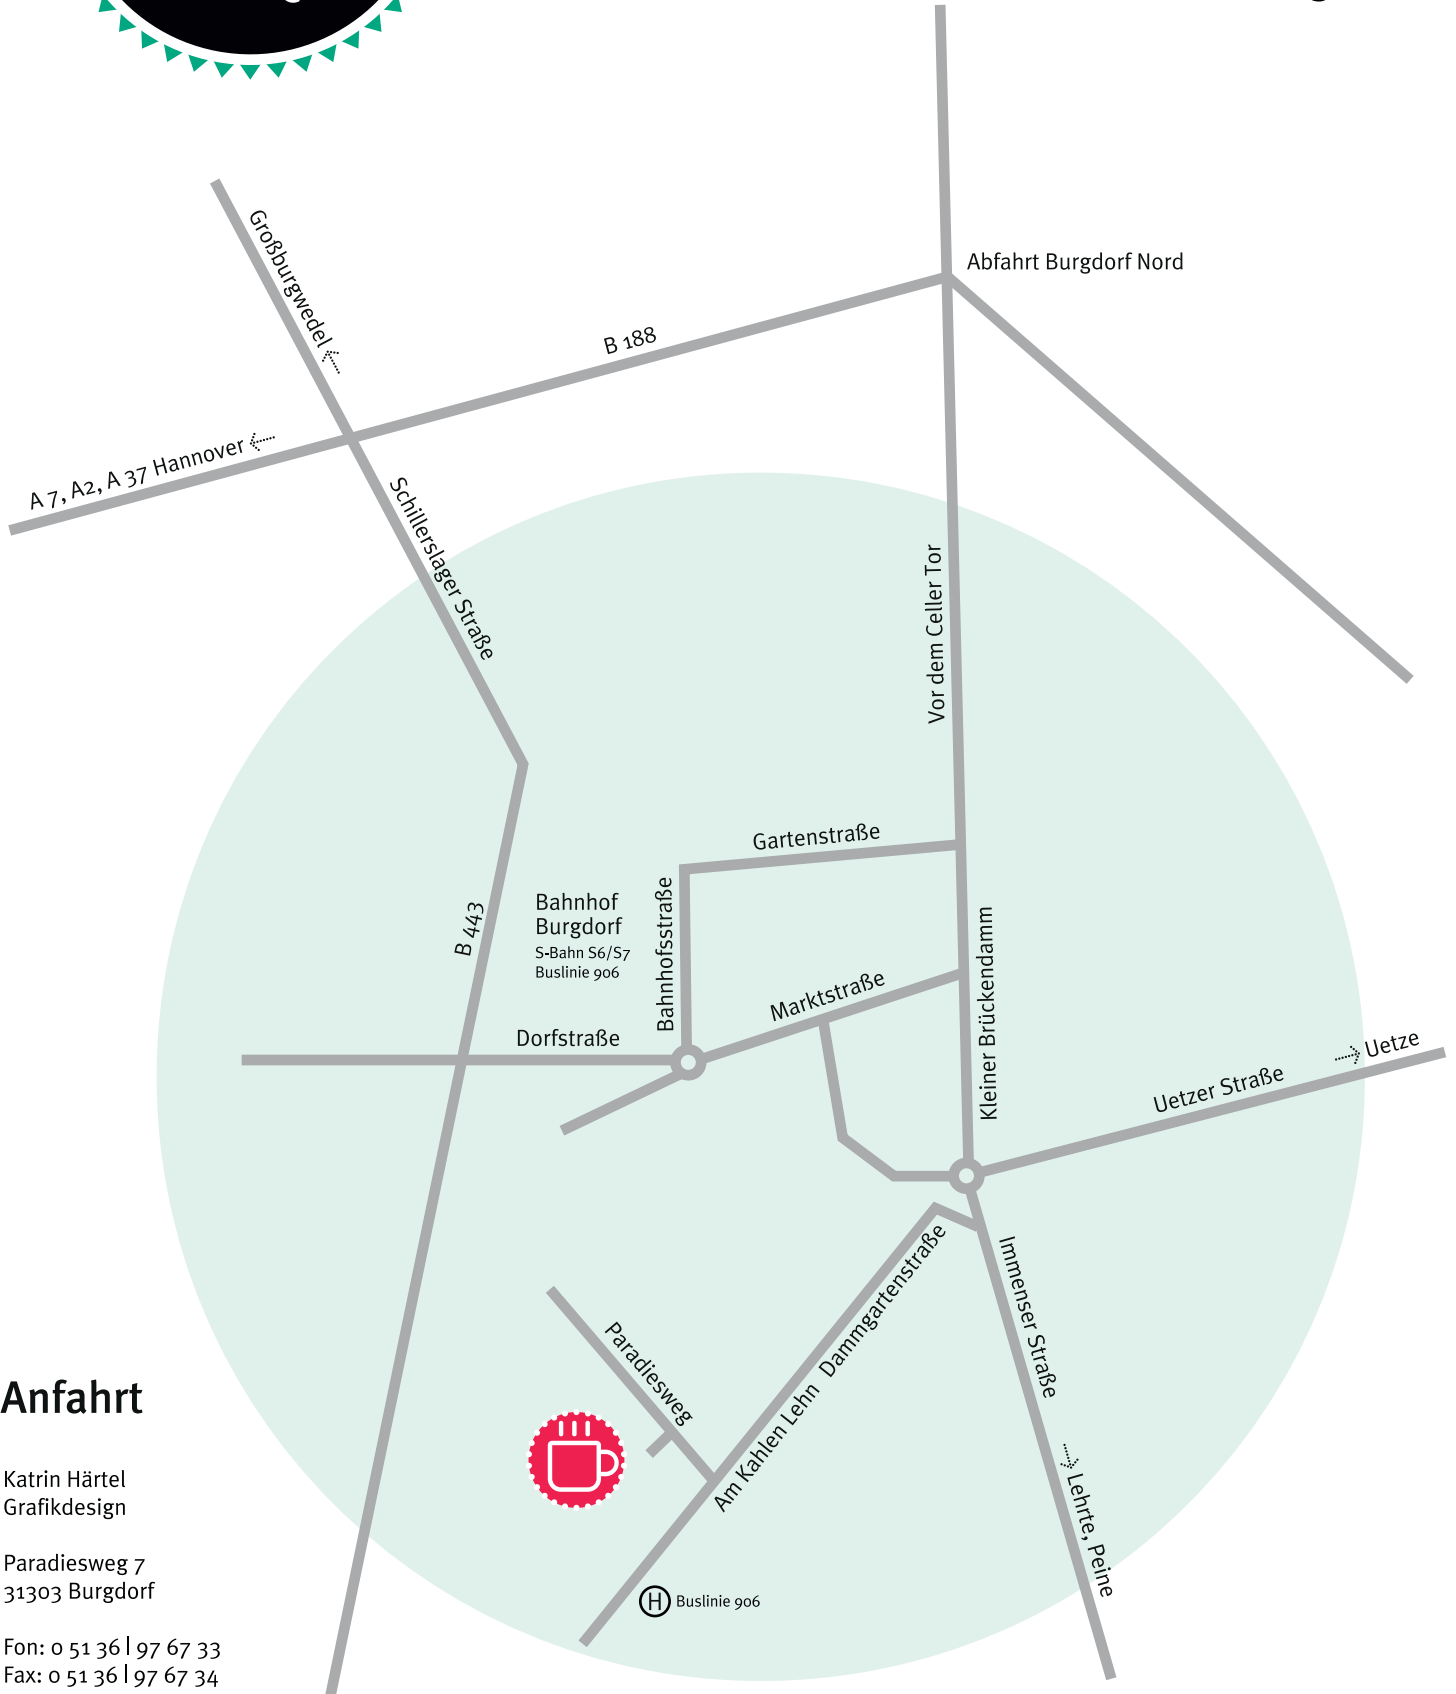 Abfahrt Burgdorf Nord
Großburgwedel
B 188
A 7, A2, A 37 Hannover
Schillerslager Straße
Vor dem Celler Tor
Gartenstraße
Bahnhof
Burgdorf
S-Bahn S6/S7
Buslinie 906
Bahnhofsstraße
B 443
Marktstraße
Kleiner Brückendamm
Dorfstraße
Uetze
Uetzer Straße
Immenser Straße
Dammgartenstraße
Paradiesweg
Am Kahlen Lehn
Lehrte, Peine
H Buslinie 906
Anfahrt
Katrin Härtel
Grafikdesign
Paradiesweg 7
31303 Burgdorf
Fon: 0 51 36 | 97 67 33
Fax: 0 51 36 | 97 67 34